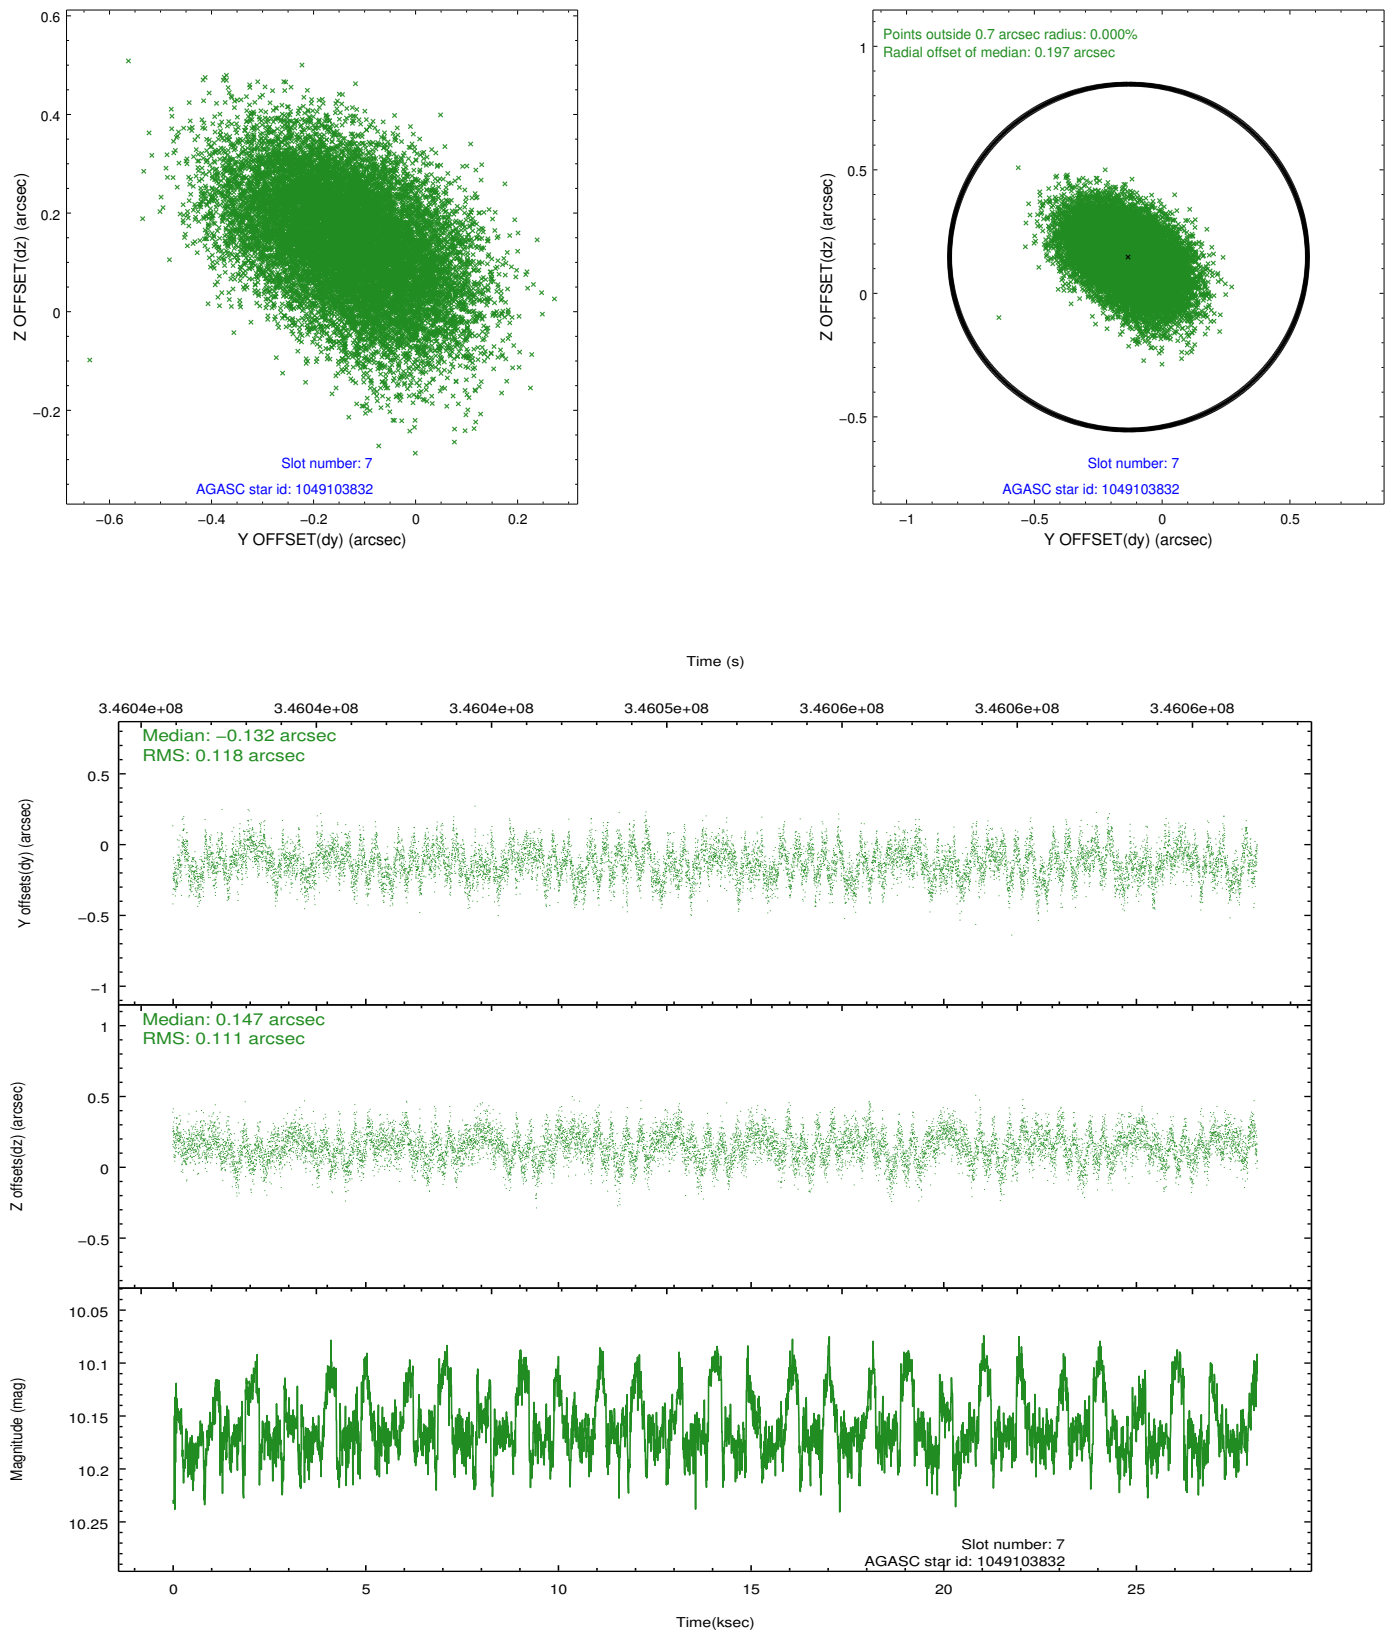 0.6
0.4
0.2
0
−0.2
Z OFFSET(dz) (arcsec)
Slot number: 7
AGASC star id: 1049103832
−0.6
−0.4
−0.2
0
0.2
Y OFFSET(dy) (arcsec)
Points outside 0.7 arcsec radius: 0.000%
Radial offset of median: 0.197 arcsec
1
0.5
0
−0.5
Z OFFSET(dz) (arcsec)
Slot number: 7
AGASC star id: 1049103832
−1
−0.5
0
0.5
Y OFFSET(dy) (arcsec)
Time (s)
3.4604e+08
3.4604e+08
3.4604e+08
3.4605e+08
3.4606e+08
3.4606e+08
3.4606e+08
Median: −0.132 arcsec
RMS: 0.118 arcsec
0.5
0
−0.5
−1
Y offsets(dy) (arcsec)
Median: 0.147 arcsec
RMS: 0.111 arcsec
1
0.5
0
−0.5
Z offsets(dz) (arcsec)
10.05
10.1
10.15
10.2
10.25
Magnitude (mag)
Slot number: 7
AGASC star id: 1049103832
0
5
10
15
20
25
Time(ksec)